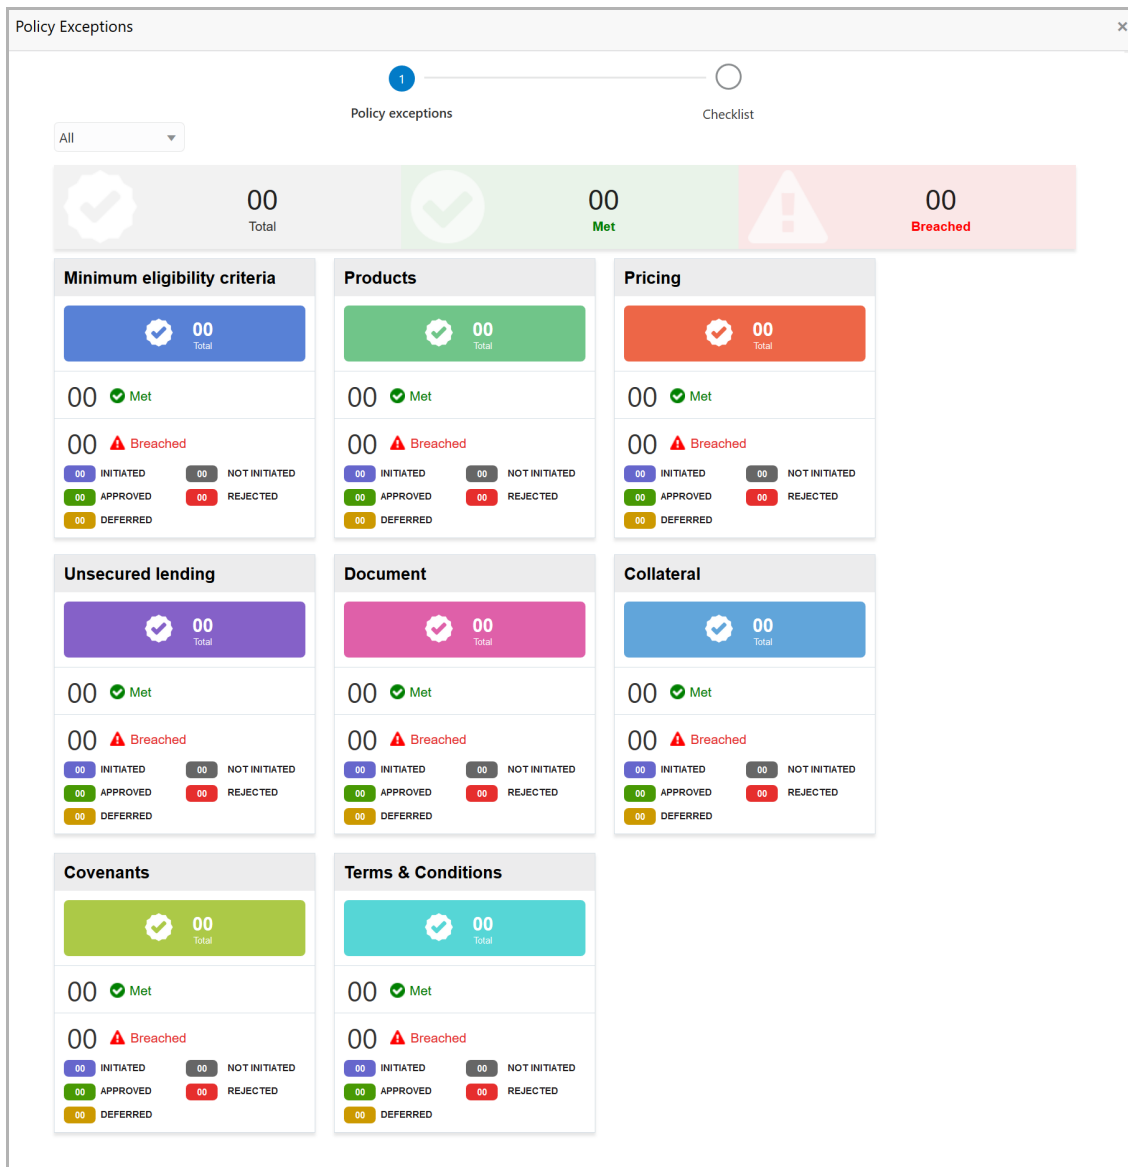 Policy Exceptions ×
1
Policy exceptions Checklist
All
00 00 00
Total Met Breached
Minimum eligibility criteria Products Pricing
00 00 00
Total Total Total
00 Met 00 Met 00 Met
00 Breached 00 Breached 00 Breached
00 INITIATED 00 NOT INITIATED 00 INITIATED 00 NOT INITIATED 00 INITIATED 00 NOT INITIATED
00 APPROVED 00 REJECTED 00 APPROVED 00 REJECTED 00 APPROVED 00 REJECTED
00 DEFERRED 00 DEFERRED 00 DEFERRED
Unsecured lending Document Collateral
00 00 00
Total Total Total
00 Met 00 Met 00 Met
00 Breached 00 Breached 00 Breached
00 INITIATED 00 NOT INITIATED 00 INITIATED 00 NOT INITIATED 00 INITIATED 00 NOT INITIATED
00 APPROVED 00 REJECTED 00 APPROVED 00 REJECTED 00 APPROVED 00 REJECTED
00 DEFERRED 00 DEFERRED 00 DEFERRED
Covenants Terms & Conditions
00 00
Total Total
00 Met 00 Met
00 Breached 00 Breached
00 INITIATED 00 NOT INITIATED 00 INITIATED 00 NOT INITIATED
00 APPROVED 00 REJECTED 00 APPROVED 00 REJECTED
00 DEFERRED 00 DEFERRED